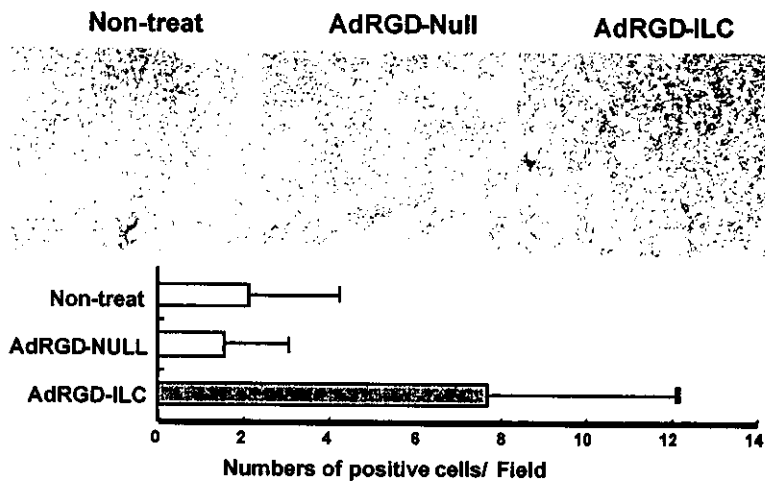 Non-treat AdRGD-Null AdRGD-ILC
Non-treat
AdRGD-NULL
AdRGD-ILC
0 2 4 6 8 10 12 14
Numbers of positive cells/ Field